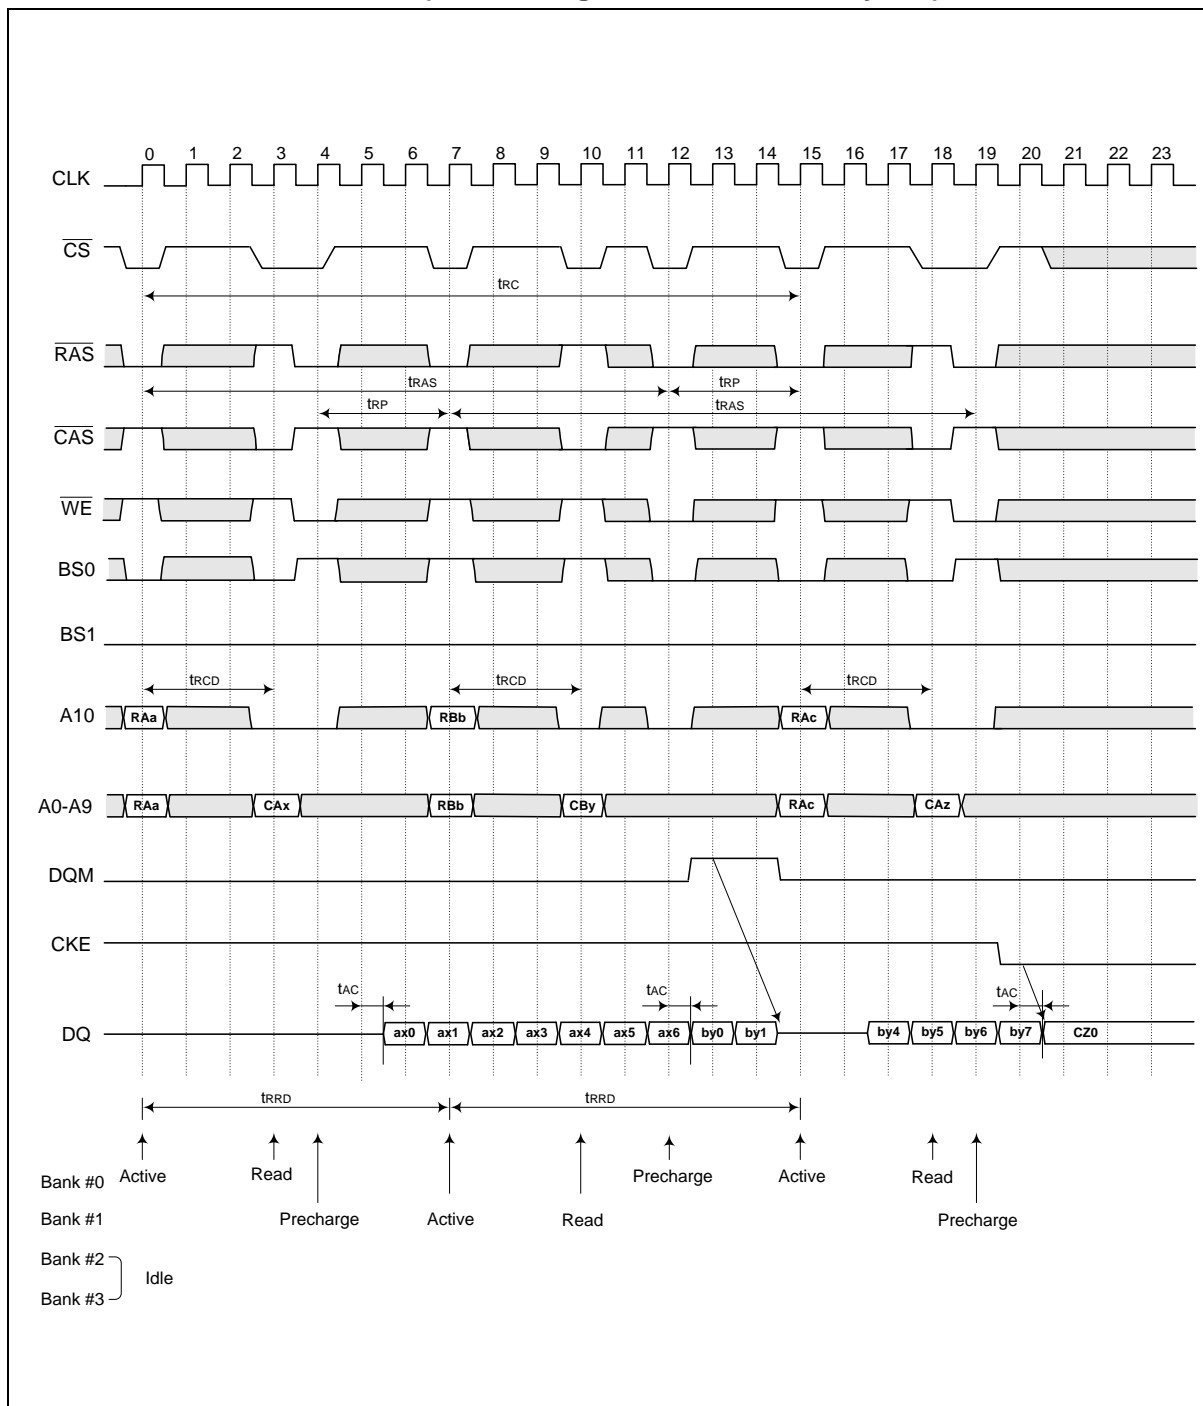 0 1 2 3 4 5 6 7 8 9 10 11 12 13 14 15 16 17 18 19 20 21 22 23
CLK
CS
tRC
RAS
tRAS tRP
tRP tRAS
CAS
WE
BS0
BS1
tRCD tRCD tRCD
A10 RAa RBb RAc
A0-A9 RAa CAx RBb CBy RAc CAz
DQM
CKE
tAC tAC tAC
DQ ax0 ax1 ax2 ax3 ax4 ax5 ax6 by0 by1 by4 by5 by6 by7 CZ0
tRRD tRRD
Bank #0 Active Read Precharge Active Read
Bank #1 Precharge Active Read Precharge
Bank #2
Idle
Bank #3